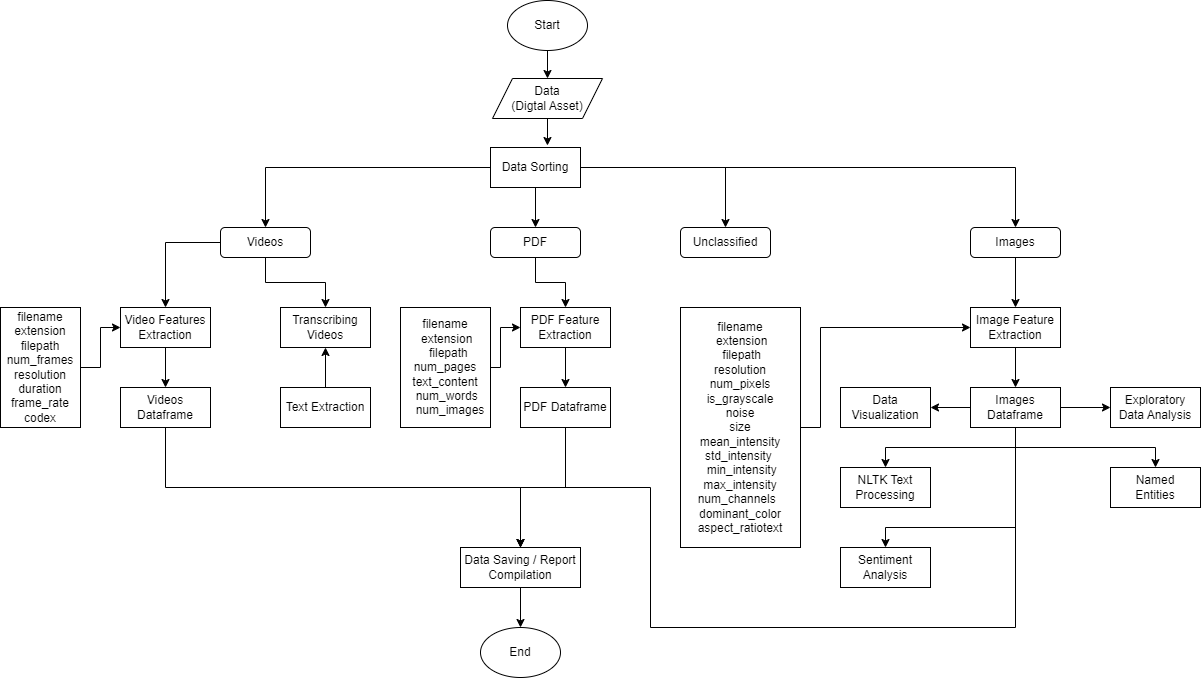 Start
Data
(Digtal Asset)
Data Sorting
Videos
PDF
Unclassified
Images
filename
extension
filepath
num_frames
resolution
duration
frame_rate
codex
Video Features
Extraction
Transcribing
Videos
filename
extension
filepath
num_pages
text_content
num_words
num_images
PDF Feature
Extraction
filename
extension
filepath
resolution
num_pixels
is_grayscale
noise
size
mean_intensity
std_intensity
min_intensity
max_intensity
num_channels
dominant_color
aspect_ratiotext
Image Feature
Extraction
Videos
Dataframe
Text Extraction
PDF Dataframe
Data
Visualization
Images
Dataframe
Exploratory
Data Analysis
NLTK Text
Processing
Named
Entities
Data Saving / Report
Compilation
Sentiment
Analysis
End